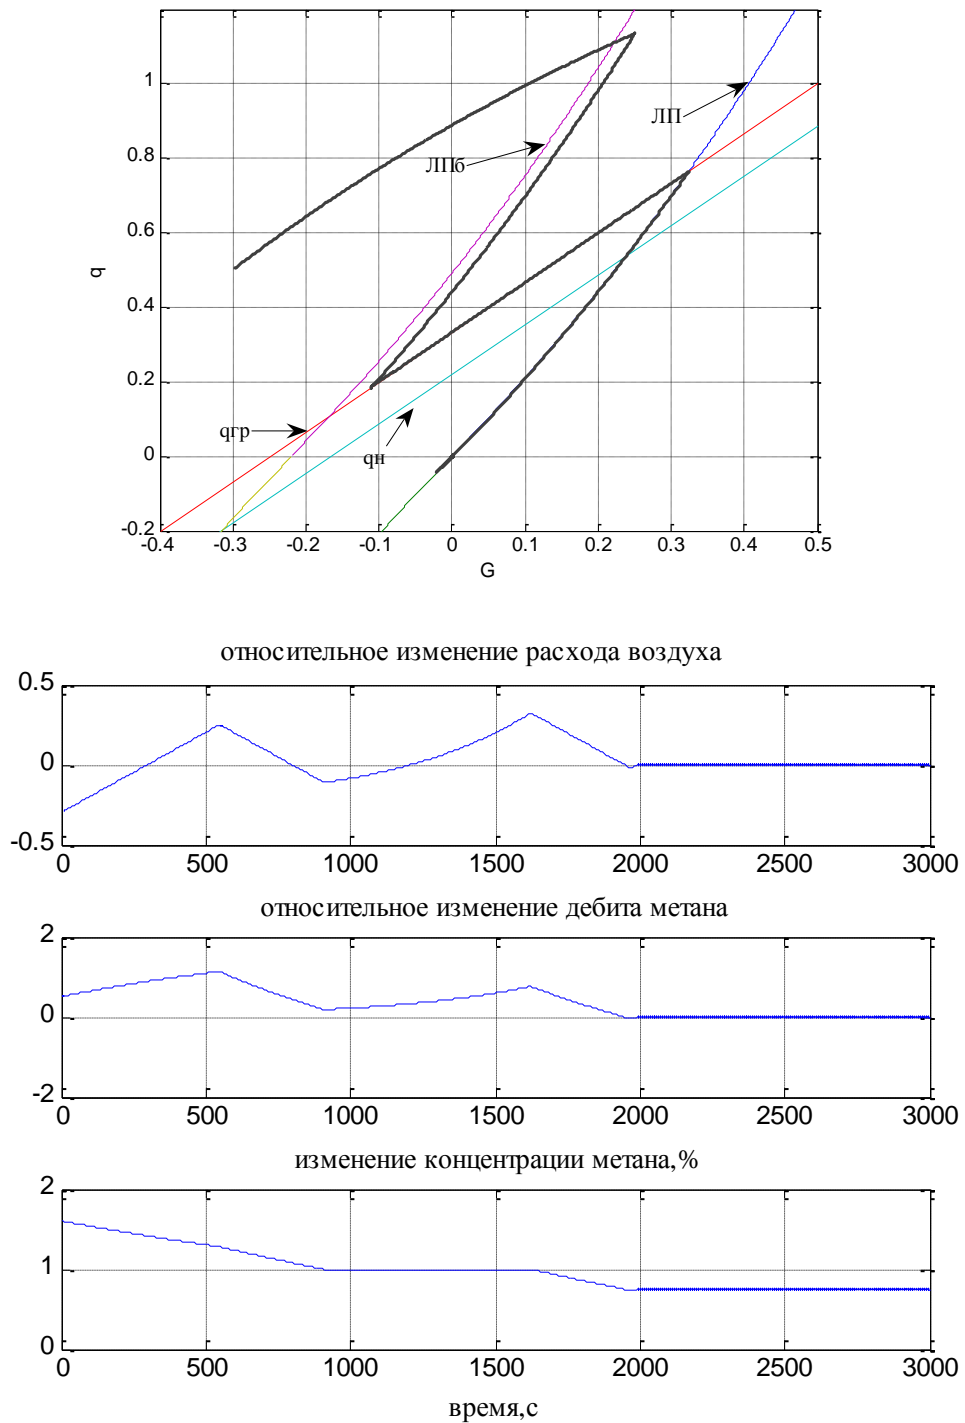 1
ЛП
0.8
ЛПб
0.6
q
0.4
0.2
qгр
qн
0
-0.2
-0.4 -0.3 -0.2 -0.1 0 0.1 0.2 0.3 0.4 0.5
G
относительное изменение расхода воздуха
0.5
0
-0.5
0 500 1000 1500 2000 2500 3000
относительное изменение дебита метана
2
0
-2
0 500 1000 1500 2000 2500 3000
изменение концентрации метана,%
2
1
0
0 500 1000 1500 2000 2500 3000
время,с